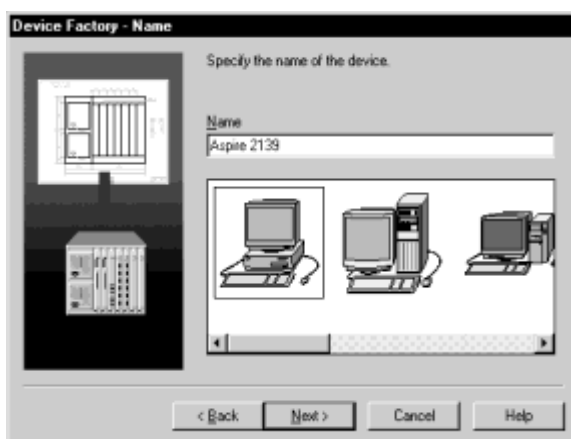 Device Factory - Name
Specify the name of the device.
Name
Aspire 2139
< Back
Next >
Cancel
Help